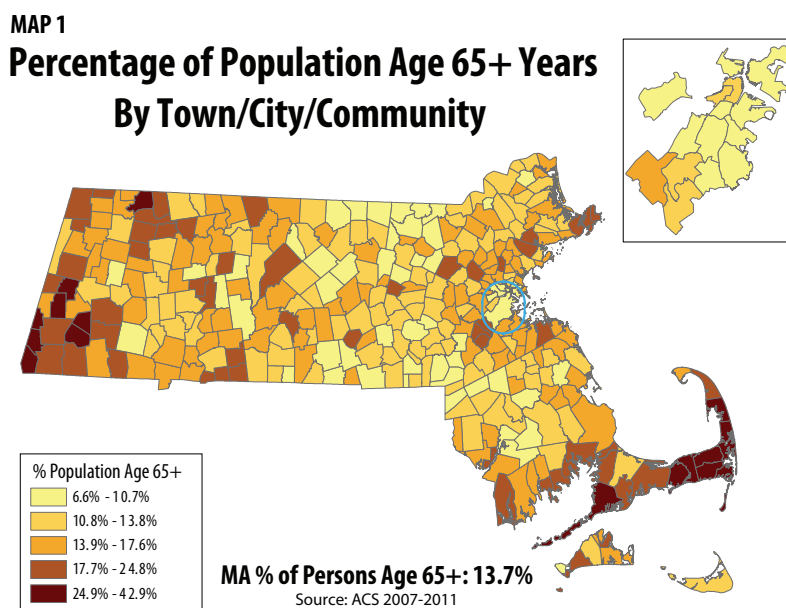 MAP 1
Percentage of Population Age 65+ Years
By Town/City/Community
% Population Age 65+
6.6% - 10.7%
10.8% - 13.8%
13.9% - 17.6%
17.7% - 24.8%
24.9% - 42.9%
MA % of Persons Age 65+: 13.7%
Source: ACS 2007-2011